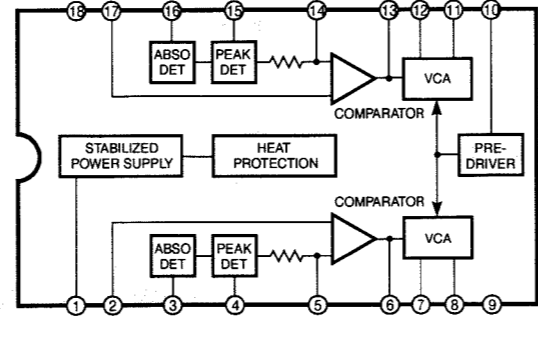 18 17 16 15 14 13 12 11 10
ABSO DET
PEAK DET
VCA
COMPARATOR
STABILIZED POWER SUPPLY
HEAT PROTECTION
PRE-DRIVER
COMPARATOR
ABSO DET
PEAK DET
VCA
1 2 3 4 5 6 7 8 9